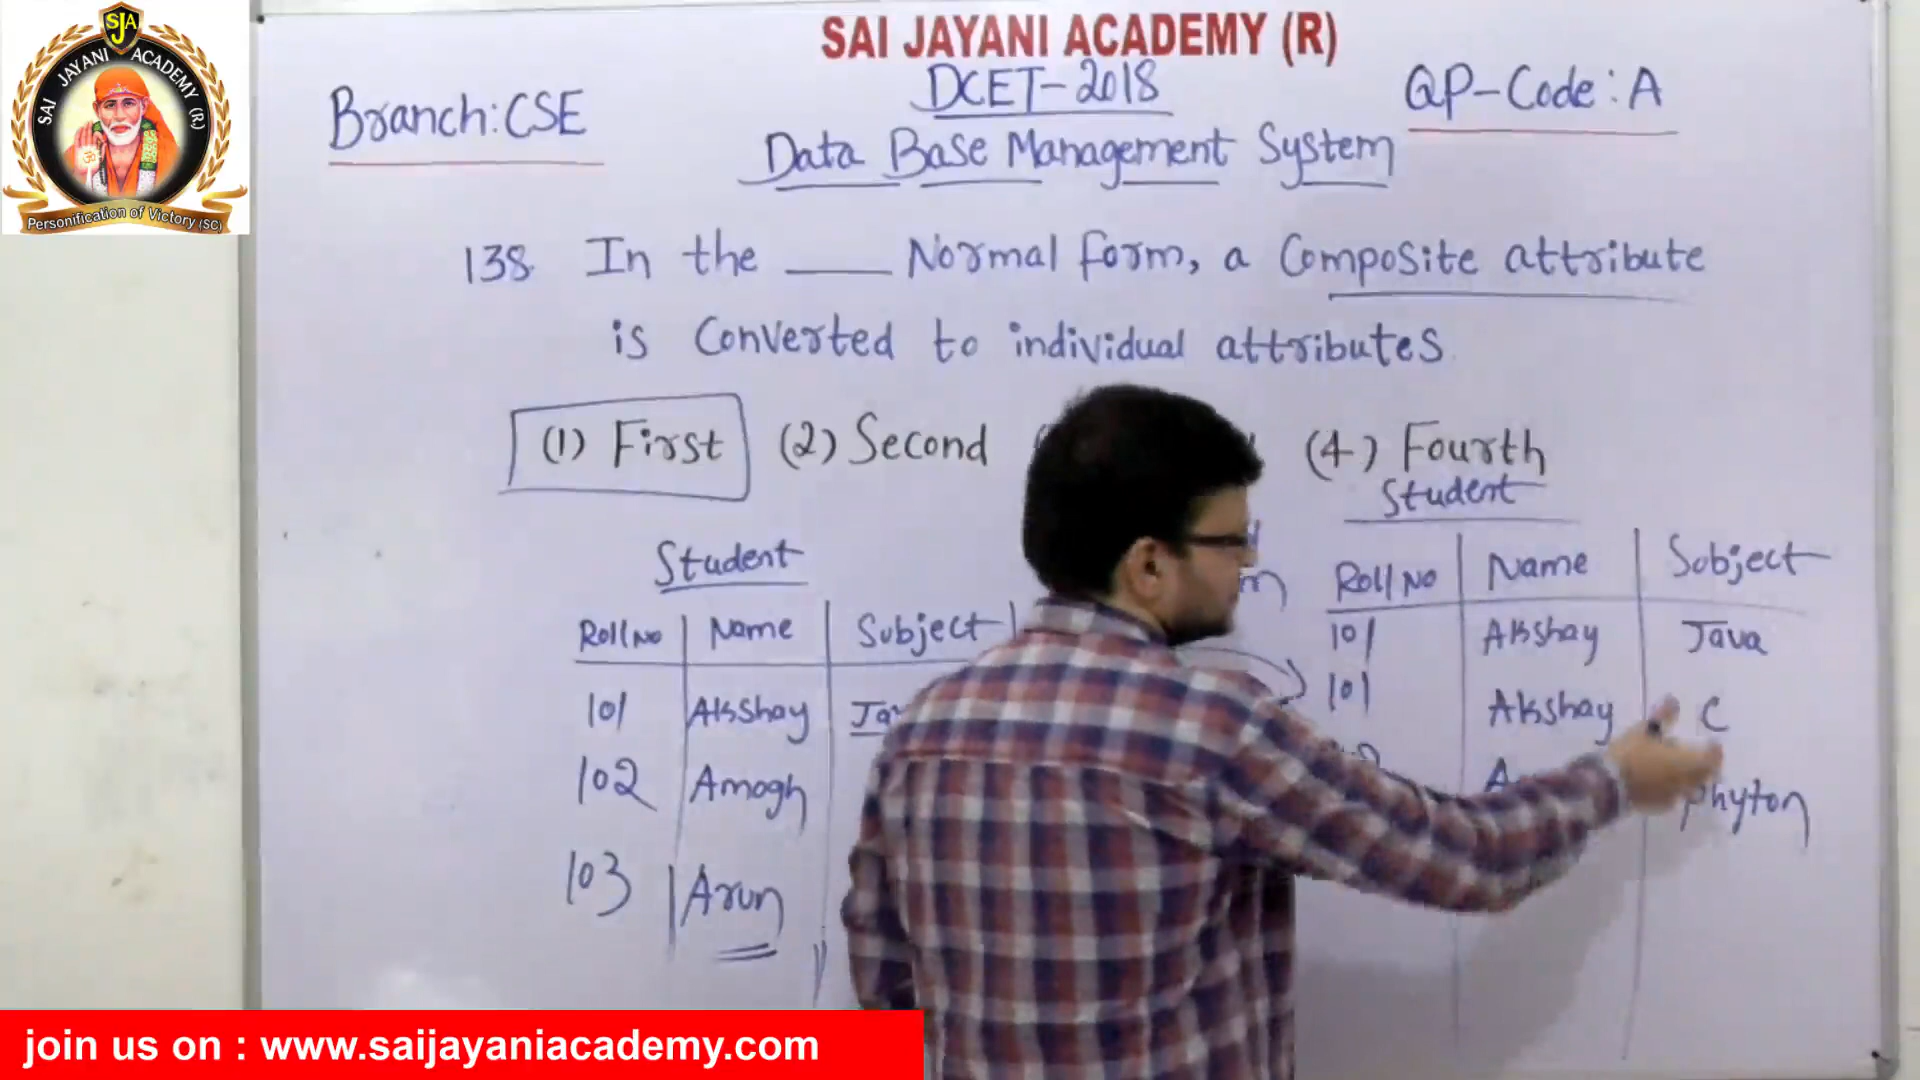 SJA
SAI JAYANI ACADEMY (R)
Personification of Victory (SC)
SAI JAYANI ACADEMY (R)
Branch: CSE
DCET-2018
QP-Code: A
Data Base Management System
138 In the ____ Normal form, a Composite attribute
is Converted to individual attributes.
(1) First (2) Second (4) Fourth
Student
Roll No Name Subject
101 Akshay
102 Amogh
103 Arun
Student
Roll No Name Sobject
101 Akshay Java
101 Akshay C
Phyton
join us on : www.saijayaniacademy.com